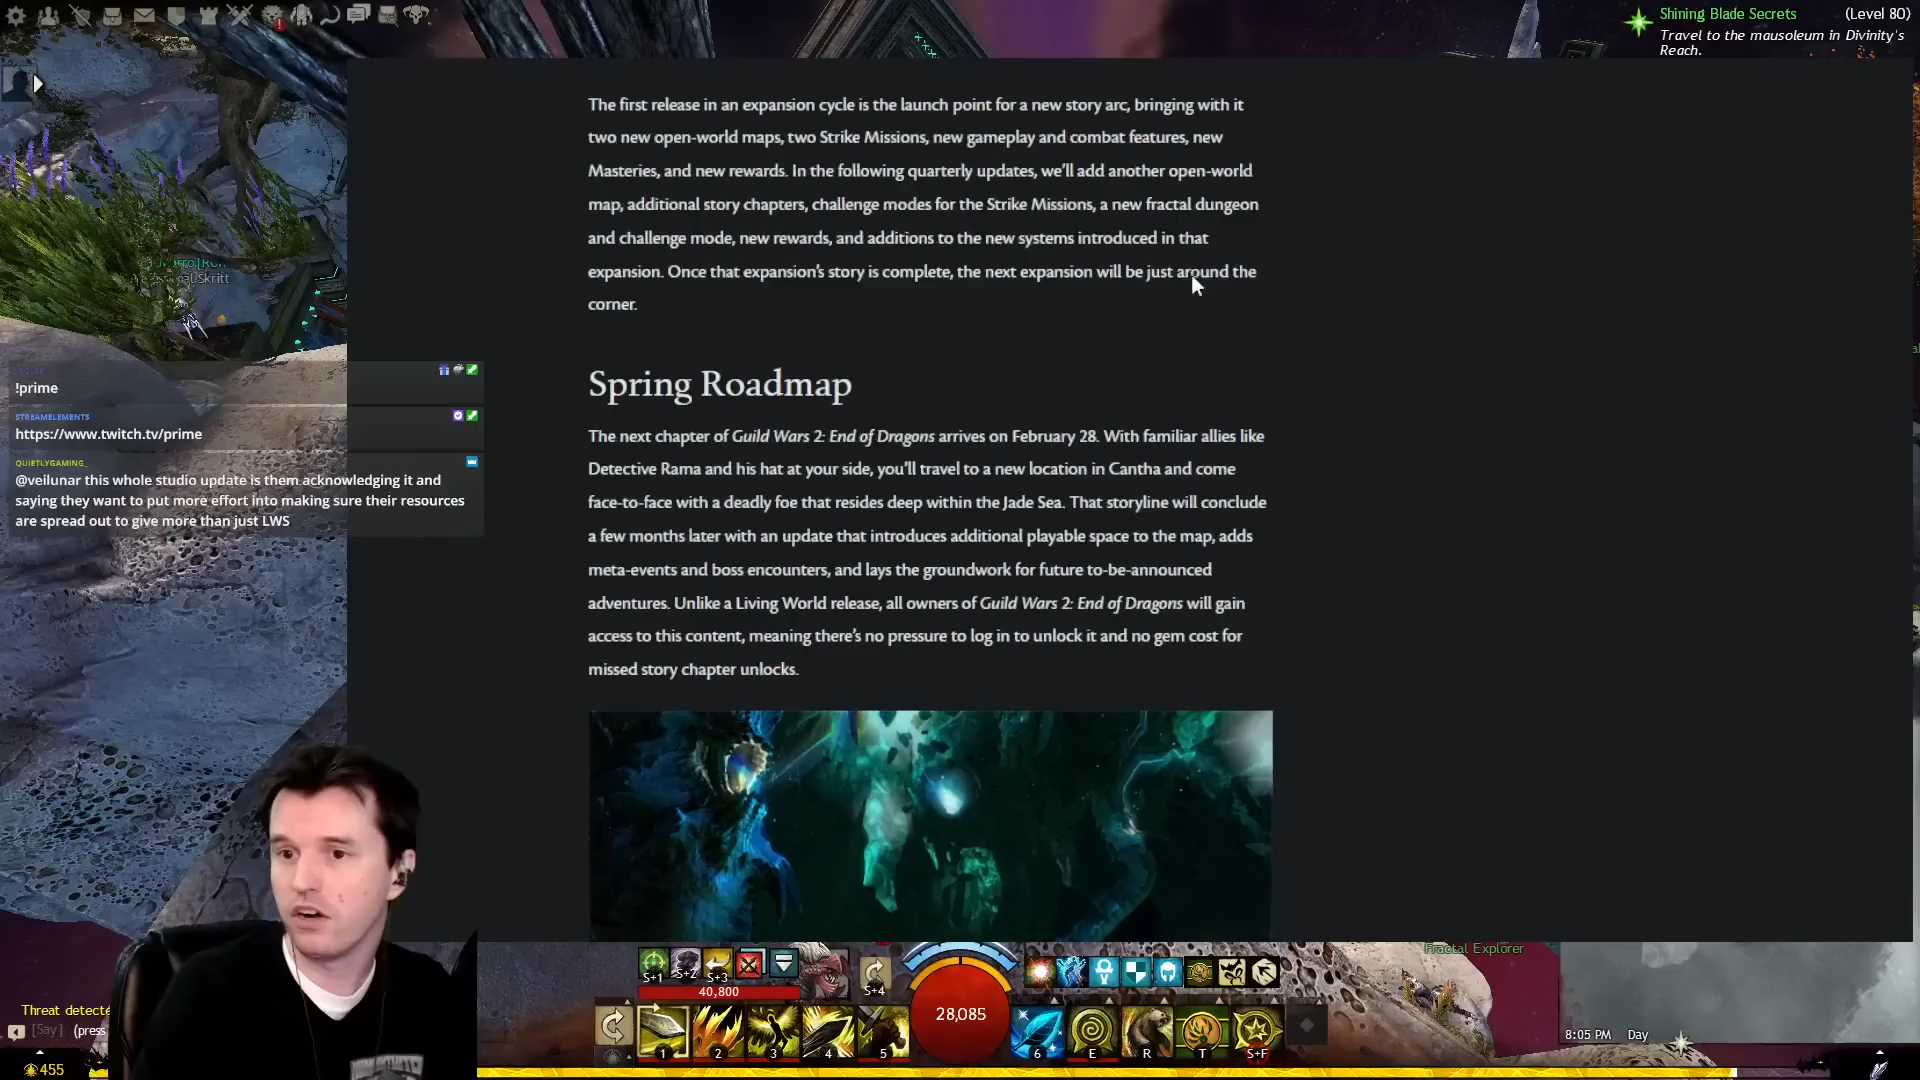 Shining Blade Secrets (Level 80)
Travel to the mausoleum in Divinity's
Reach.
The first release in an expansion cycle is the launch point for a new story arc, bringing with it
two new open-world maps, two Strike Missions, new gameplay and combat features, new
Masteries, and new rewards. In the following quarterly updates, we'll add another open-world
map, additional story chapters, challenge modes for the Strike Missions, a new fractal dungeon
and challenge mode, new rewards, and additions to the new systems introduced in that
expansion. Once that expansion's story is complete, the next expansion will be just around the
corner.
Skritt
!prime
STREAMELEMENTS
https://www.twitch.tv/prime
QUIETLYGAMING_
@veilunar this whole studio update is them acknowledging it and
saying they want to put more effort into making sure their resources
are spread out to give more than just LWS
Spring Roadmap
The next chapter of Guild Wars 2: End of Dragons arrives on February 28. With familiar allies like
Detective Rama and his hat at your side, you'll travel to a new location in Cantha and come
face-to-face with a deadly foe that resides deep within the Jade Sea. That storyline will conclude
a few months later with an update that introduces additional playable space to the map, adds
meta-events and boss encounters, and lays the groundwork for future to-be-announced
adventures. Unlike a Living World release, all owners of Guild Wars 2: End of Dragons will gain
access to this content, meaning there's no pressure to log in to unlock it and no gem cost for
missed story chapter unlocks.
Fractal Explorer
S+1 S+2 S+3 S+4
40,800
28,085
1 2 3 4 5 6 E R T S+F
Threat detecte
[Say] (press
455
8:05 PM Day